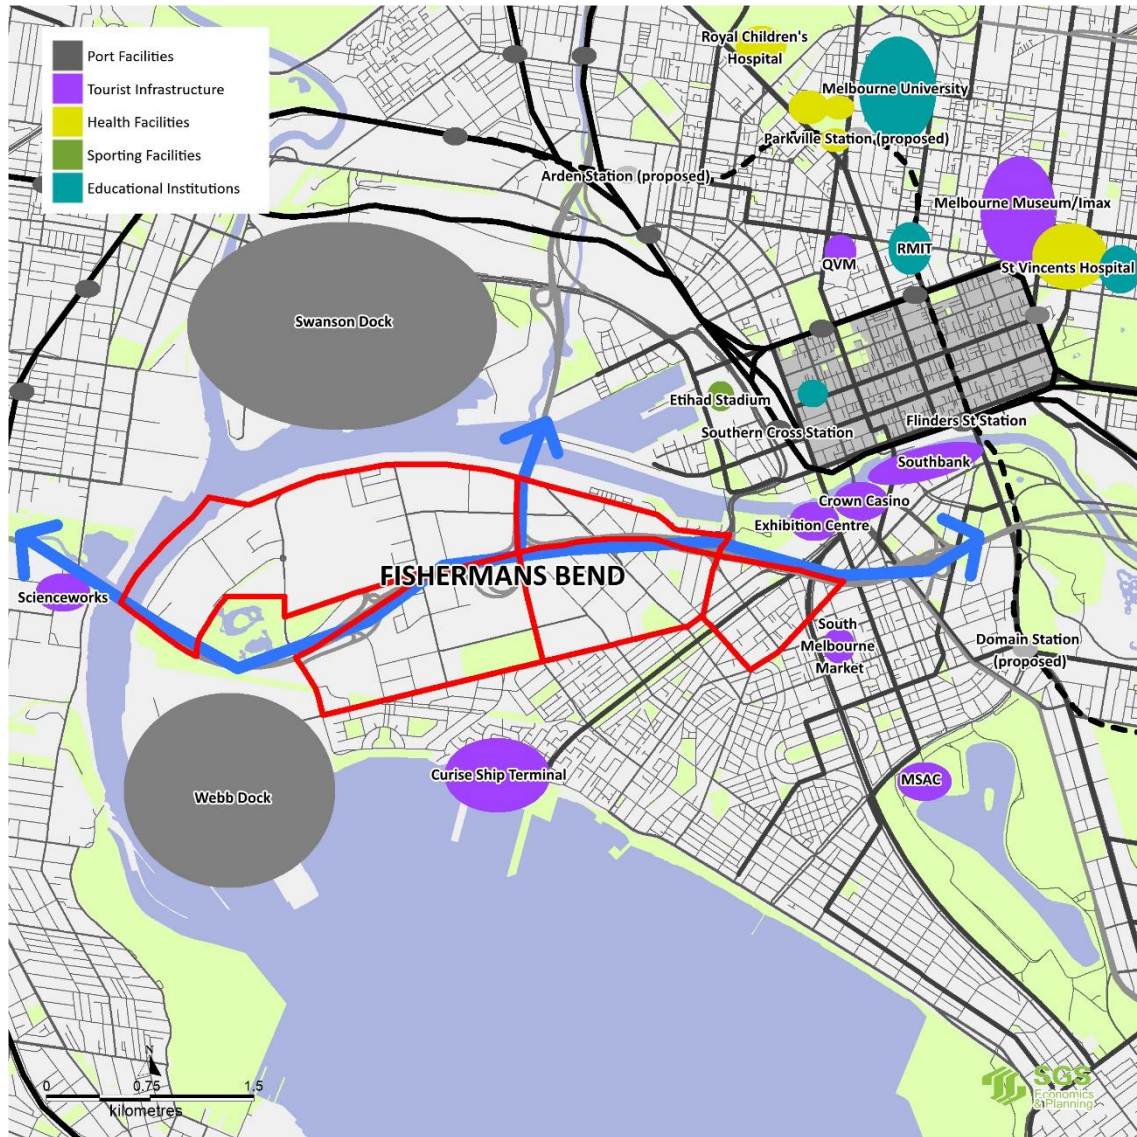 Port Facilities
Tourist Infrastructure
Health Facilities
Sporting Facilities
Educational Institutions
Royal Children's
Hospital
Melbourne University
Parkville Station (proposed)
Arden Station (proposed)
Melbourne Museum/Imax
RMIT
QVM
St Vincents Hospital
Swanson Dock
Etihad Stadium
Flinders St Station
Southern Cross Station
Southbank
Crown Casino
Exhibition Centre
FISHERMANS BEND
Scienceworks
South
Melbourne
Market
Domain Station
(proposed)
Curise Ship Terminal
MSAC
Webb Dock
N
0 0.75 1.5
kilometres
SGS
Economics
& Planning